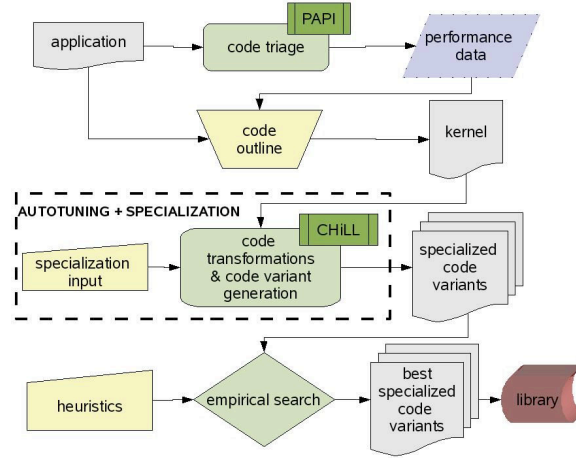 PAPI
application
code triage
performance
data
code
outline
kernel
AUTOTUNING + SPECIALIZATION
CHiLL
specialization
input
code
transformations
& code variant
generation
specialized
code
variants
heuristics
empirical search
best
specialized
code
variants
library